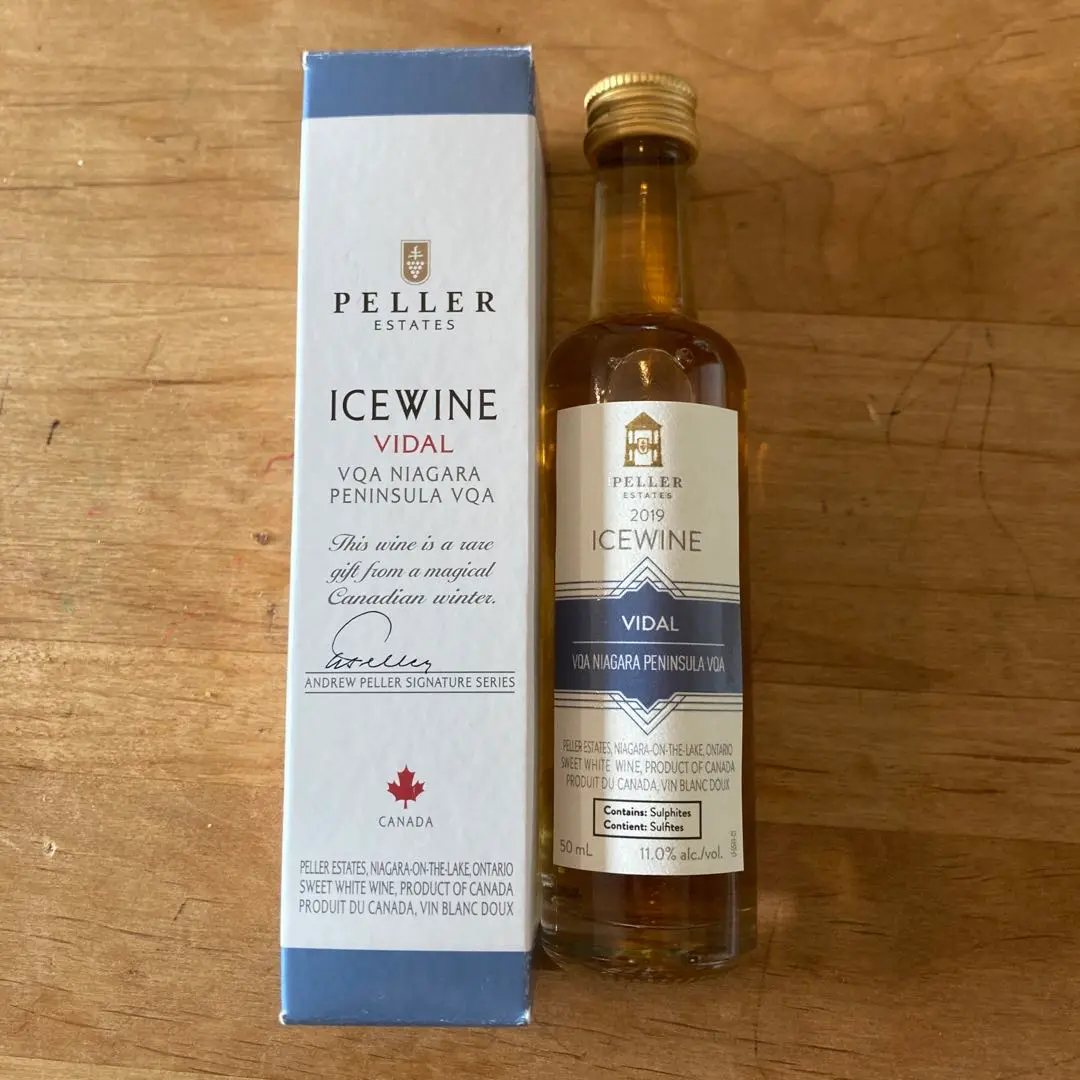 PELLER
ESTATES
ICEWINE
VIDAL
VQA NIAGARA
PENINSULA VQA
This wine is a rare
gift from a magical
Canadian winter.
ANDREW PELLER SIGNATURE SERIES
CANADA
PELLER ESTATES, NIAGARA-ON-THE-LAKE, ONTARIO
SWEET WHITE WINE, PRODUCT OF CANADA
PRODUIT DU CANADA, VIN BLANC DOUX
PELLER
ESTATES
2019
ICEWINE
VIDAL
VQA NIAGARA PENINSULA VQA
PELLER ESTATES, NIAGARA-ON-THE-LAKE, ONTARIO
SWEET WHITE WINE, PRODUCT OF CANADA
PRODUIT DU CANADA, VIN BLANC DOUX
Contains: Sulphites
Contient: Sulfites
50 mL 11.0% alc./vol.